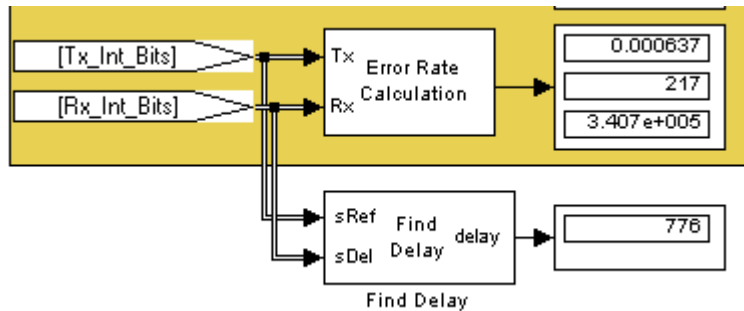 [Tx_Int_Bits]
[Rx_Int_Bits]
Tx
Rx
Error Rate
Calculation
0.000637
217
3.407e+005
sRef
sDel
Find
Delay
delay
776
Find Delay